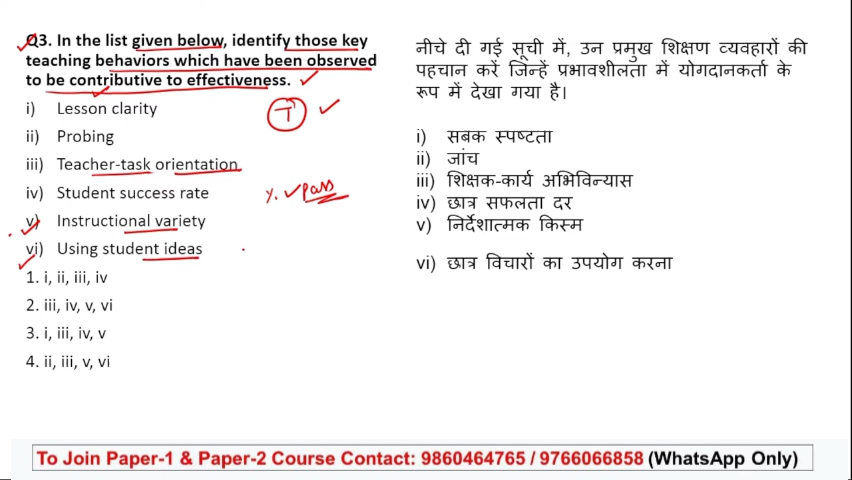 Q3. In the list given below, identify those key
teaching behaviors which have been observed
to be contributive to effectiveness.
i) Lesson clarity
ii) Probing
iii) Teacher-task orientation
iv) Student success rate
v) Instructional variety
vi) Using student ideas
1. i, ii, iii, iv
2. iii, iv, v, vi
3. i, iii, iv, v
4. ii, iii, v, vi
T
%. Pass
नीचे दी गई सूची में, उन प्रमुख शिक्षण व्यवहारों की
पहचान करें जिन्हें प्रभावशीलता में योगदानकर्ता के
रूप में देखा गया है।
i) सबक स्पष्टता
ii) जांच
iii) शिक्षक-कार्य अभिविन्यास
iv) छात्र सफलता दर
v) निर्देशात्मक किस्म
vi) छात्र विचारों का उपयोग करना
To Join Paper-1 & Paper-2 Course Contact: 9860464765 / 9766066858 (WhatsApp Only)